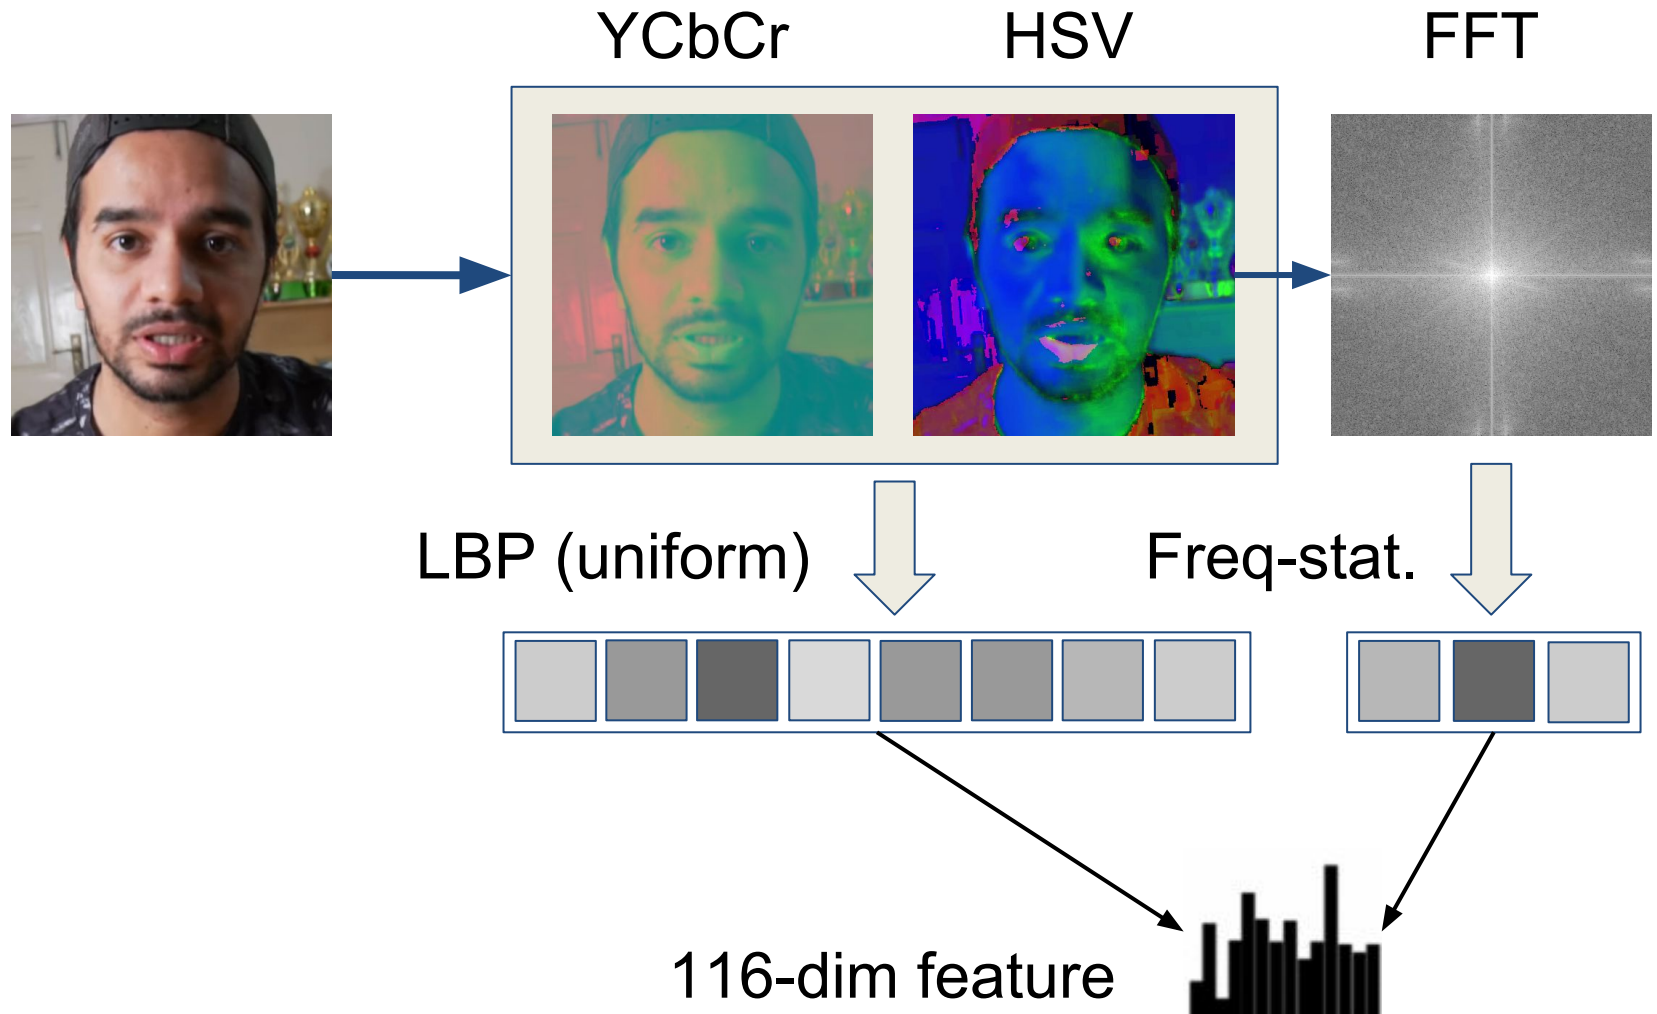 YCbCr
HSV
FFT
LBP (uniform)
Freq-stat.
116-dim feature